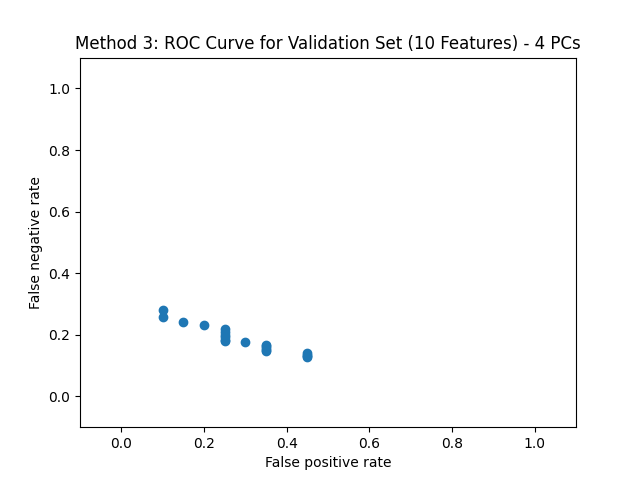 Method 3: ROC Curve for Validation Set (10 Features) - 4 PCs
1.0
0.8
0.6
0.4
0.2
0.0
False negative rate
0.0 0.2 0.4 0.6 0.8 1.0
False positive rate